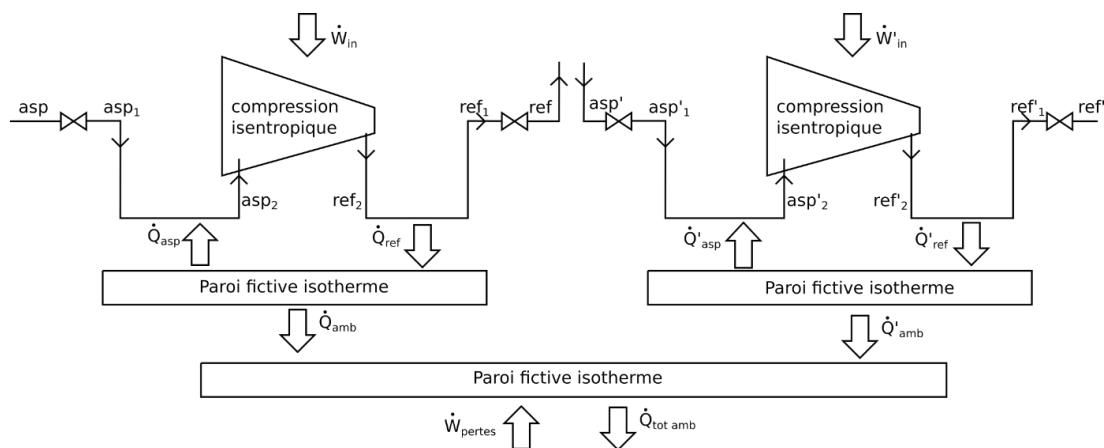 Ẇin
Ẇ'in
asp
asp1
compression
isentropique
ref1
ref
asp'
asp'1
compression
isentropique
ref'1
ref'
asp2
ref2
asp'2
ref'2
Q̇asp
Q̇ref
Q̇'asp
Q̇'ref
Paroi fictive isotherme
Paroi fictive isotherme
Q̇amb
Q̇'amb
Paroi fictive isotherme
Ẇpertes
Q̇tot amb